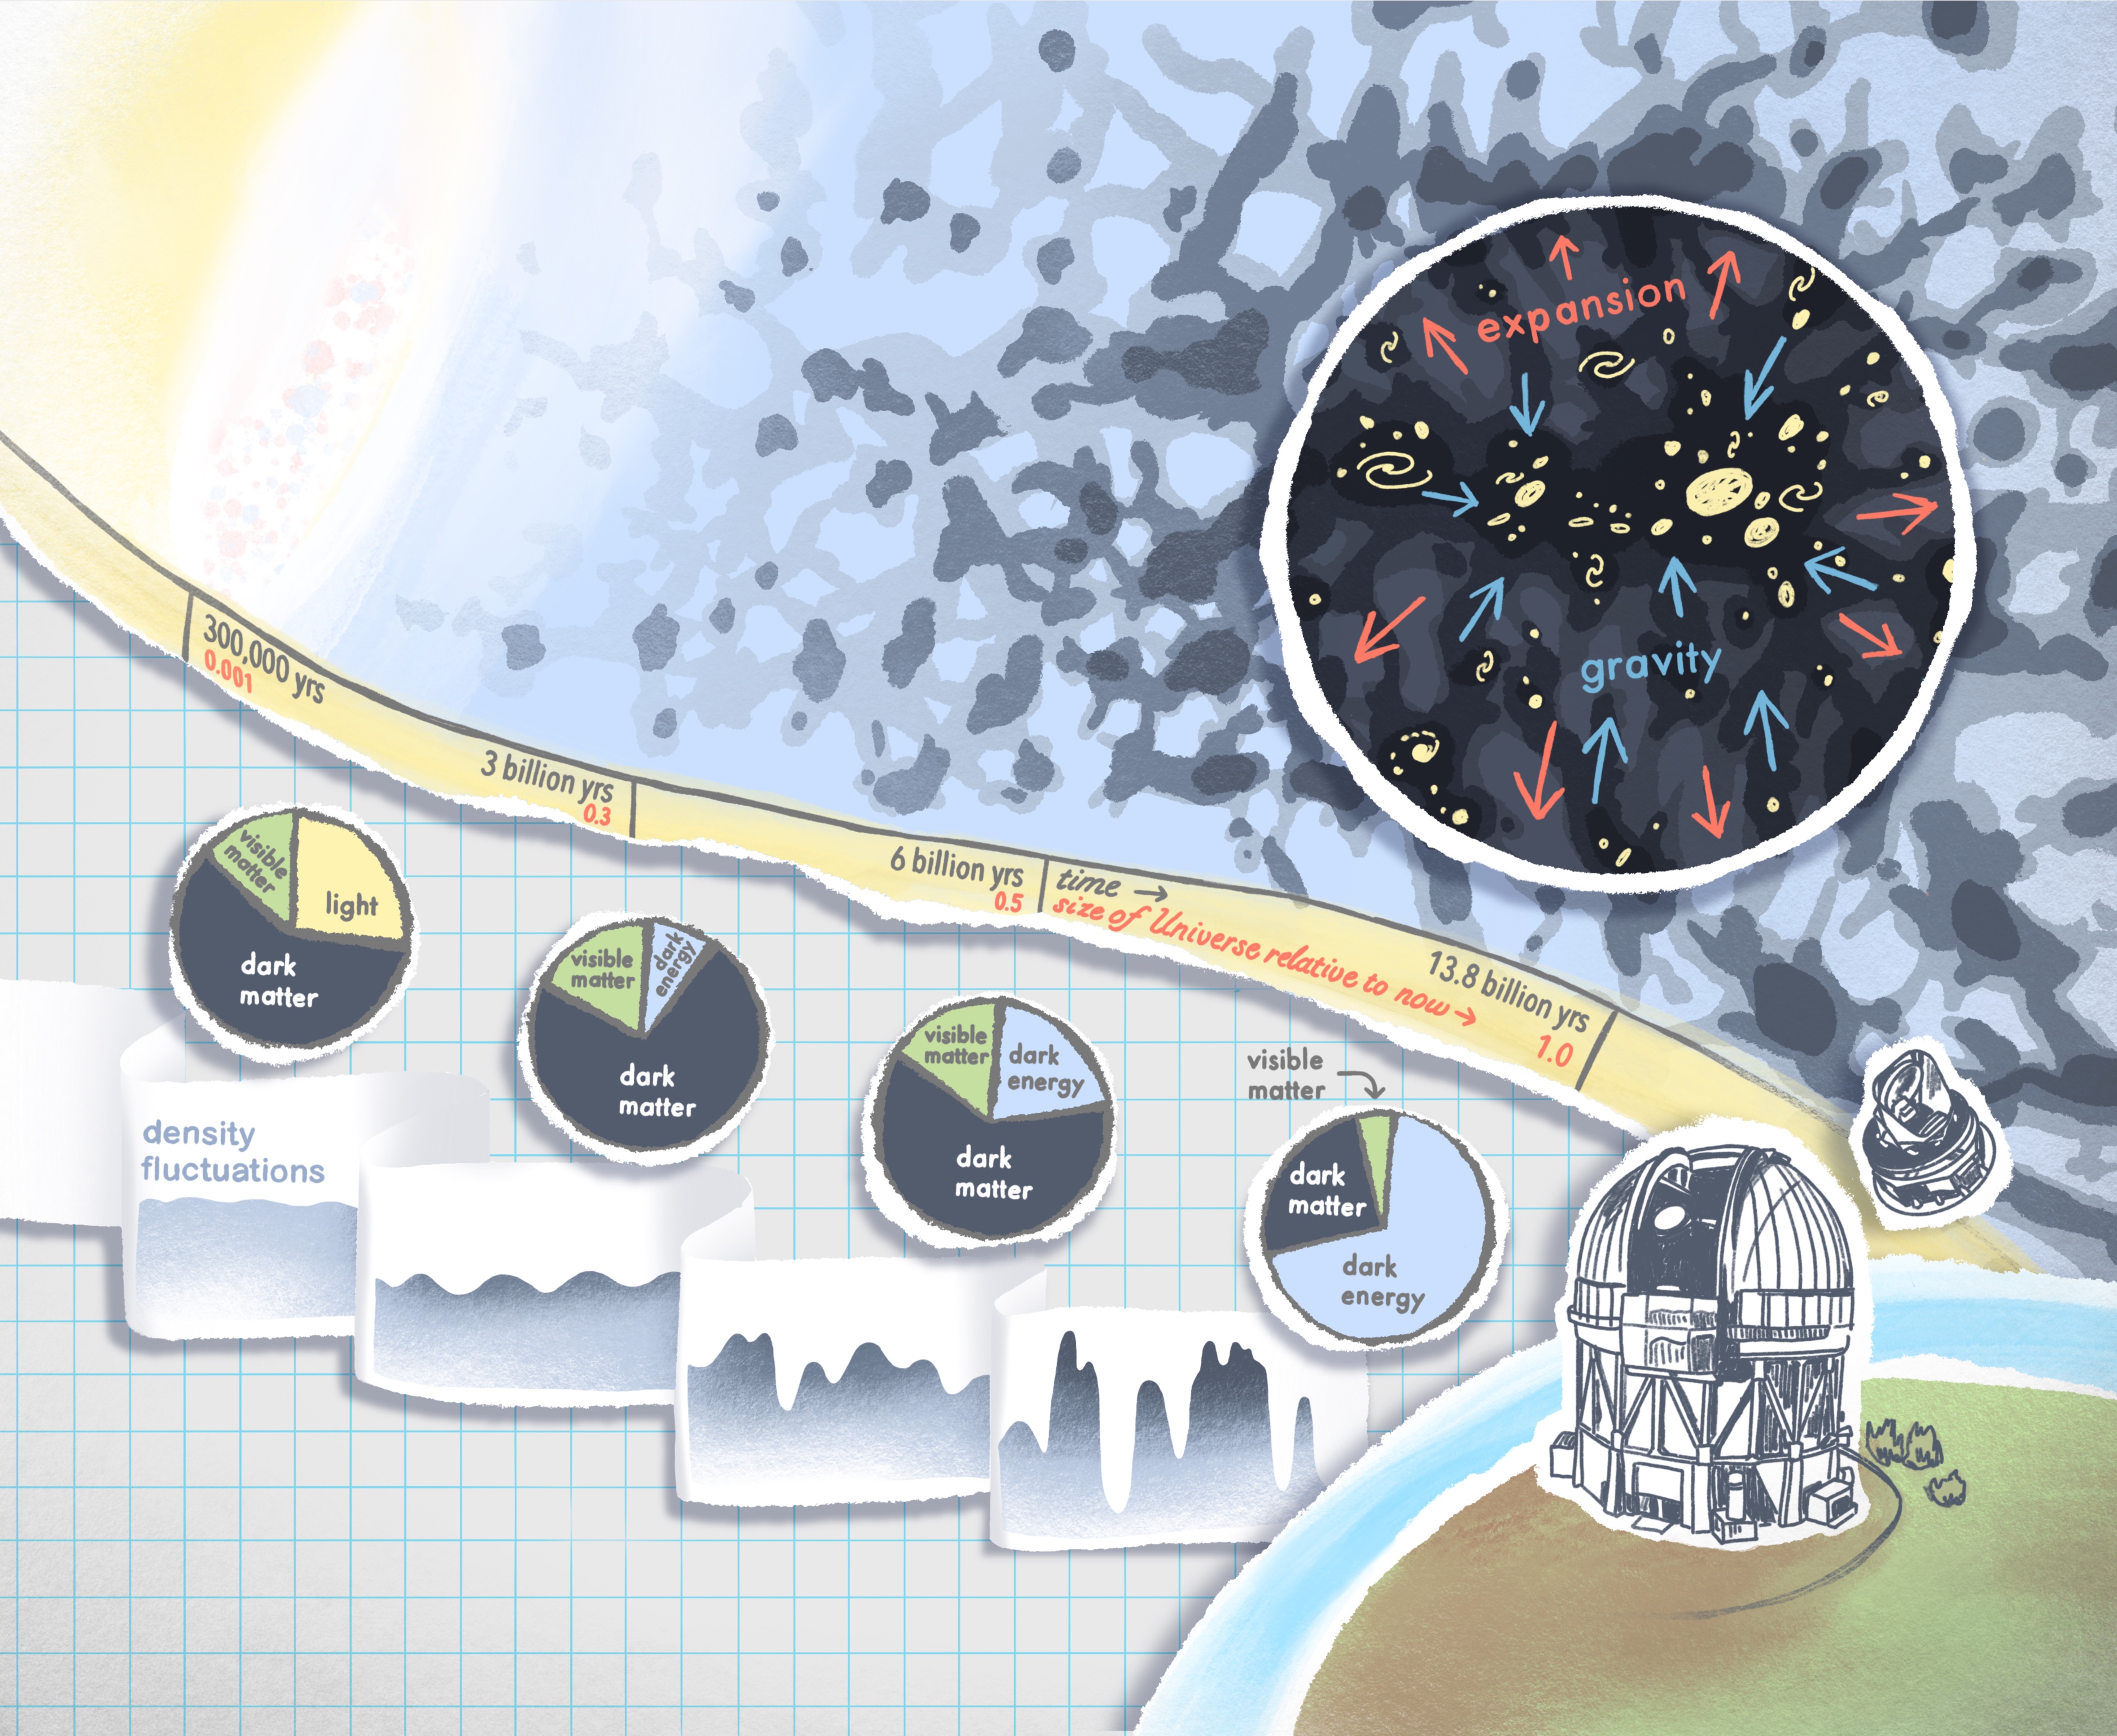 expansion
gravity
300,000 yrs
0.001
3 billion yrs
0.3
6 billion yrs
0.5
time →
size of Universe relative to now →
13.8 billion yrs
1.0
visible
matter
light
dark
matter
visible
matter
dark
energy
dark
matter
visible
matter
dark
energy
dark
matter
visible
matter
dark
matter
dark
energy
density
fluctuations